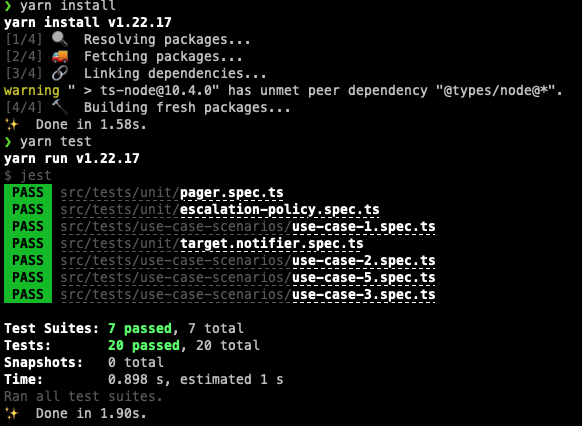 ❯ yarn install
yarn install v1.22.17
[1/4] 🔍  Resolving packages...
[2/4] 🚚  Fetching packages...
[3/4] 🔗  Linking dependencies...
warning " > ts-node@10.4.0" has unmet peer dependency "@types/node@*".
[4/4] 🔨  Building fresh packages...
✨  Done in 1.58s.
❯ yarn test
yarn run v1.22.17
$ jest
PASS  src/tests/unit/pager.spec.ts
PASS  src/tests/unit/escalation-policy.spec.ts
PASS  src/tests/use-case-scenarios/use-case-1.spec.ts
PASS  src/tests/unit/target.notifier.spec.ts
PASS  src/tests/use-case-scenarios/use-case-2.spec.ts
PASS  src/tests/use-case-scenarios/use-case-5.spec.ts
PASS  src/tests/use-case-scenarios/use-case-3.spec.ts

Test Suites: 7 passed, 7 total
Tests:       20 passed, 20 total
Snapshots:   0 total
Time:        0.898 s, estimated 1 s
Ran all test suites.
✨  Done in 1.90s.